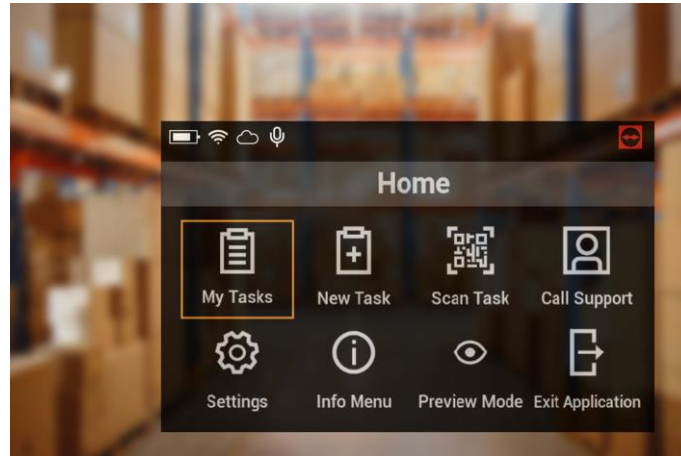 Home
My Tasks New Task Scan Task Call Support
Settings Info Menu Preview Mode Exit Application